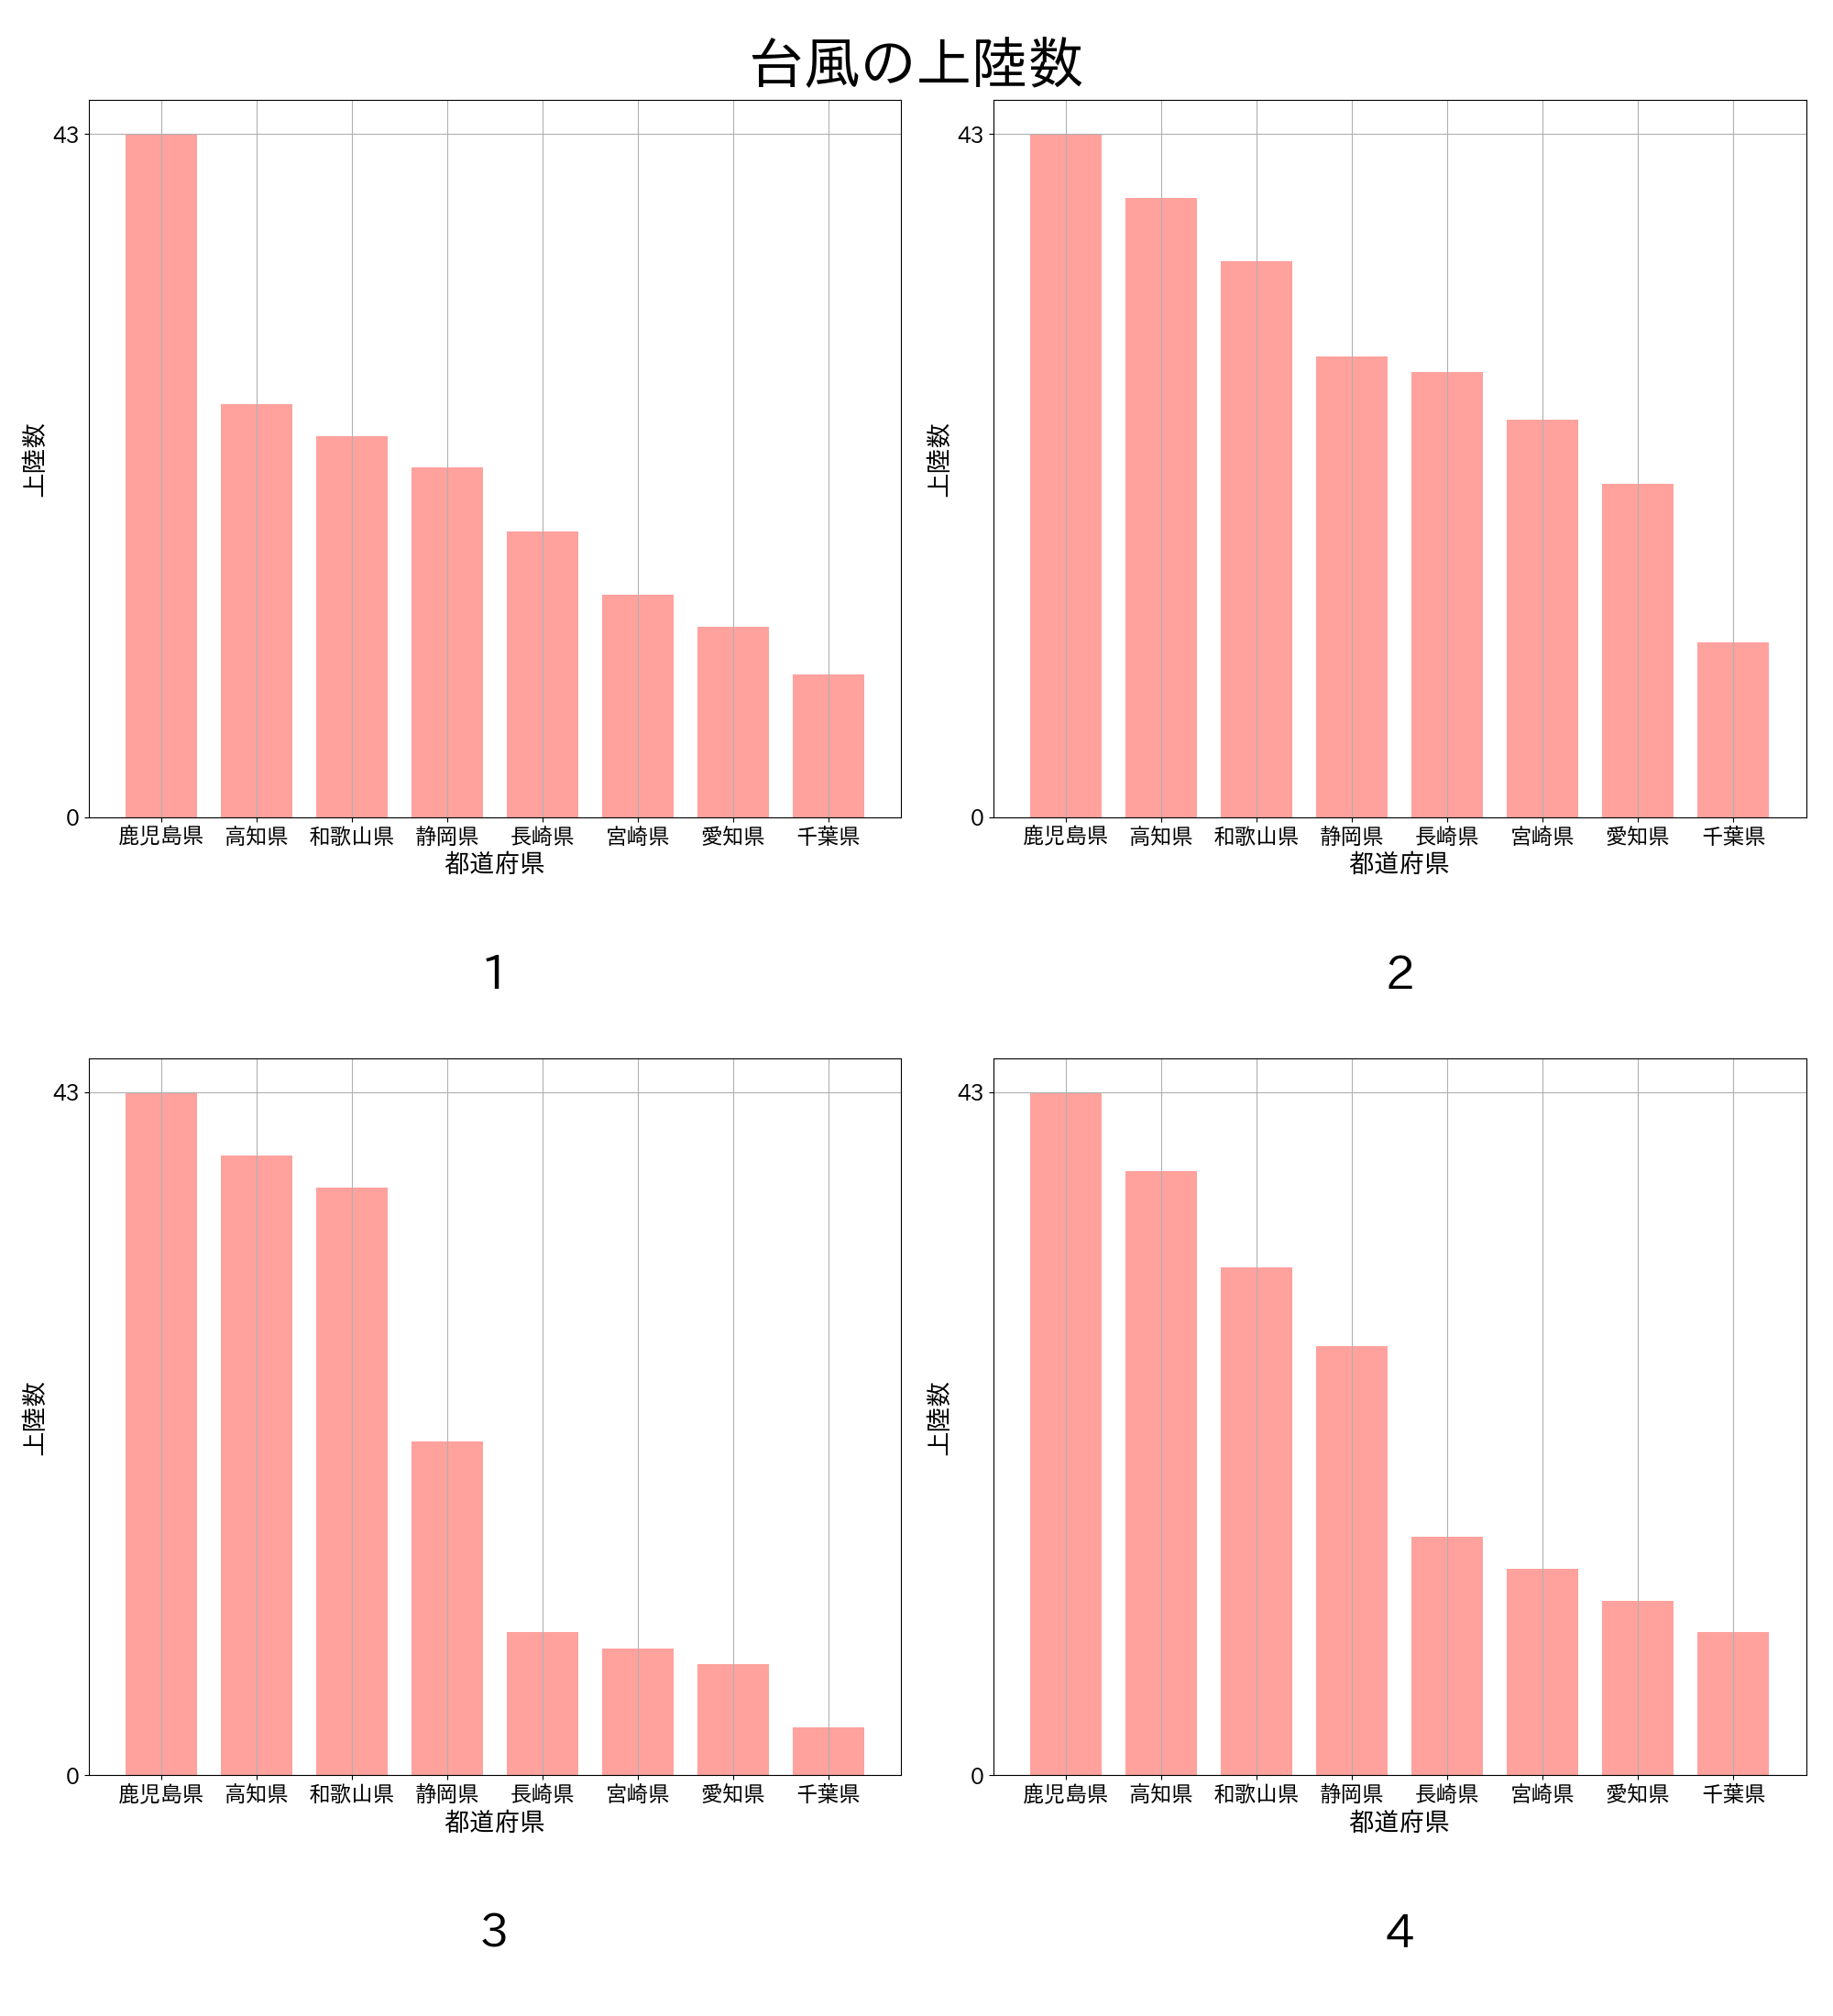 台風の上陸数
43
0
上陸数
鹿児島県 高知県 和歌山県 静岡県 長崎県 宮崎県 愛知県 千葉県
都道府県
1
43
0
上陸数
鹿児島県 高知県 和歌山県 静岡県 長崎県 宮崎県 愛知県 千葉県
都道府県
2
43
0
上陸数
鹿児島県 高知県 和歌山県 静岡県 長崎県 宮崎県 愛知県 千葉県
都道府県
3
43
0
上陸数
鹿児島県 高知県 和歌山県 静岡県 長崎県 宮崎県 愛知県 千葉県
都道府県
4